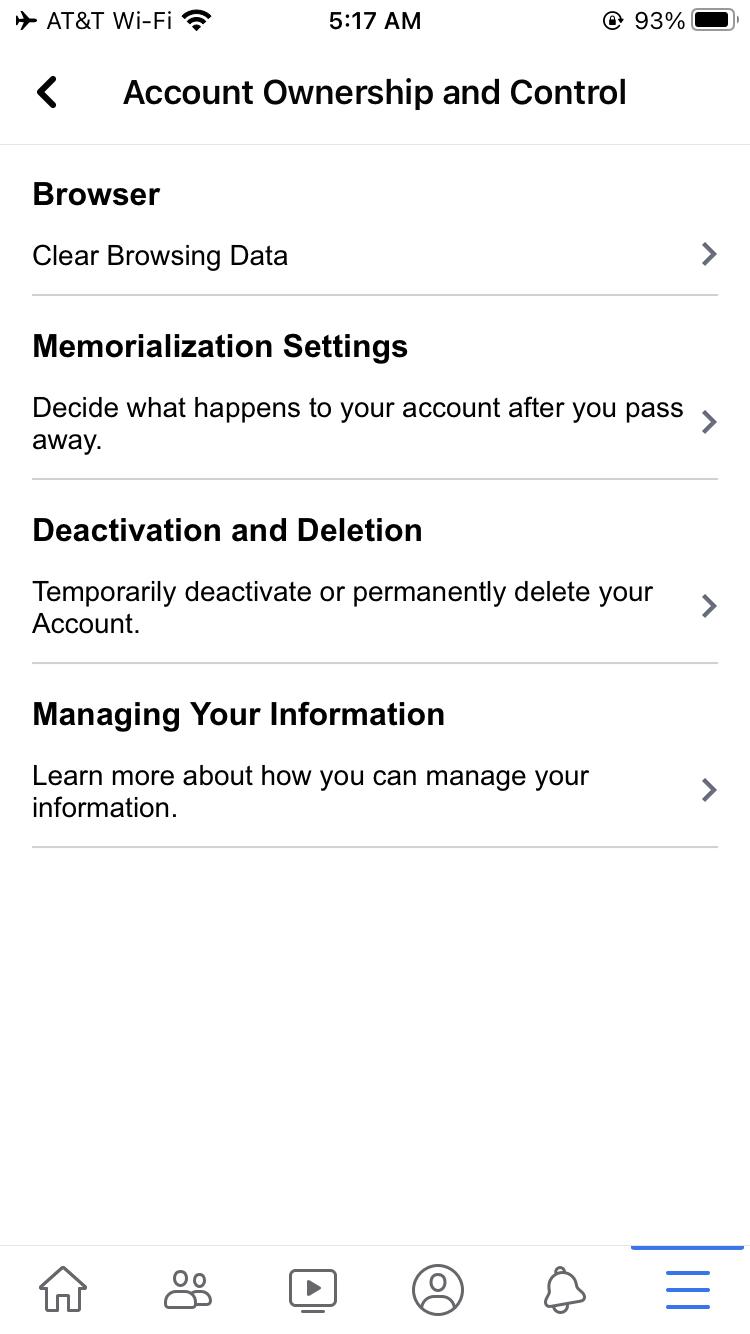 AT&T Wi-Fi 5:17 AM 93%
Account Ownership and Control
Browser
Clear Browsing Data
Memorialization Settings
Decide what happens to your account after you pass
away.
Deactivation and Deletion
Temporarily deactivate or permanently delete your
Account.
Managing Your Information
Learn more about how you can manage your
information.